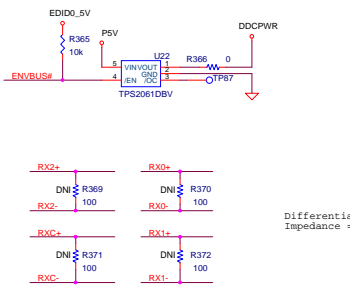 EDID0_5V
P5V
DDCPWR
R365
10k
U22
R366 0
5 VIN VOUT 1
GND 2
ENVBUS# 4 /EN /OC 3 TP87
TPS2061DBV
RX2+ RX0+
DNI R369 DNI R370
100 100
RX2- RX0-
Differentia
Impedance =
RXC+ RX1+
DNI R371 DNI R372
100 100
RXC- RX1-